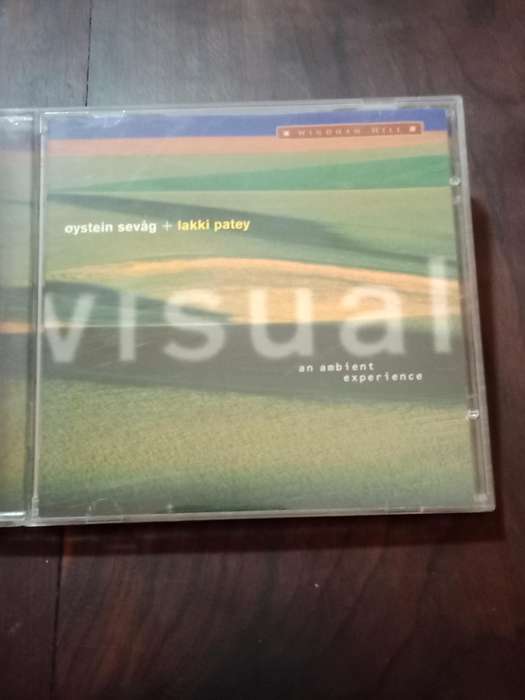 WINDHAM HILL
øystein sevåg + lakki patey
visual
an ambient
experience